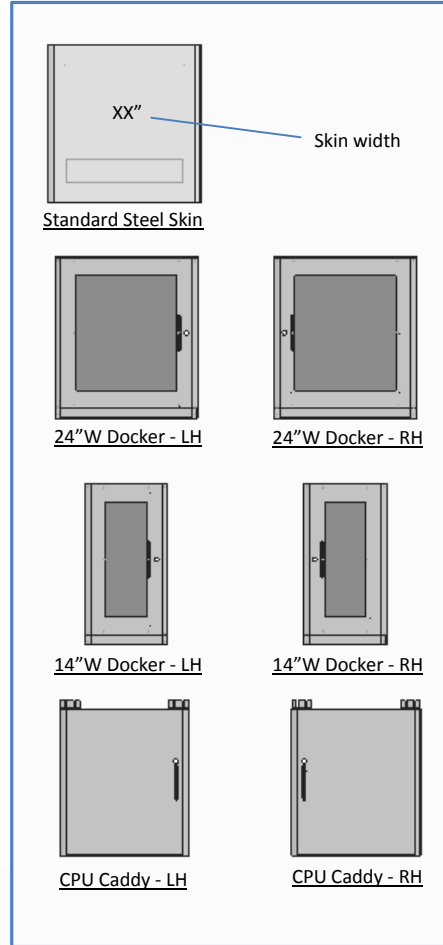 XX”
Skin width
Standard Steel Skin
24”W Docker - LH
24”W Docker - RH
14”W Docker - LH
14”W Docker - RH
CPU Caddy - LH
CPU Caddy - RH